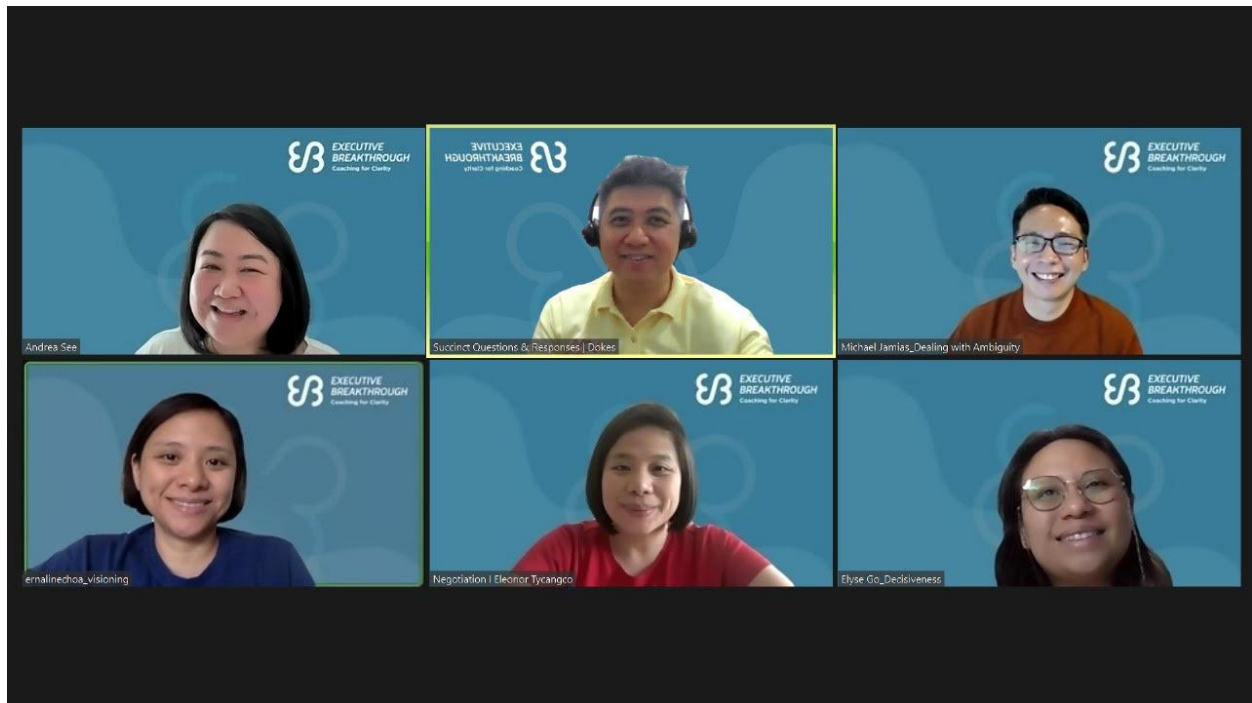 EXECUTIVE
BREAKTHROUGH
Coaching for Clarity
Andrea See
EXECUTIVE
BREAKTHROUGH
Coaching for Clarity
Succinct Questions & Responses | Dokes
EXECUTIVE
BREAKTHROUGH
Coaching for Clarity
Michael Jamias_Dealing with Ambiguity
EXECUTIVE
BREAKTHROUGH
Coaching for Clarity
ernalinechoa_visioning
EXECUTIVE
BREAKTHROUGH
Coaching for Clarity
Negotiation I Eleonor Tycangco
EXECUTIVE
BREAKTHROUGH
Coaching for Clarity
Elyse Go_Decisiveness